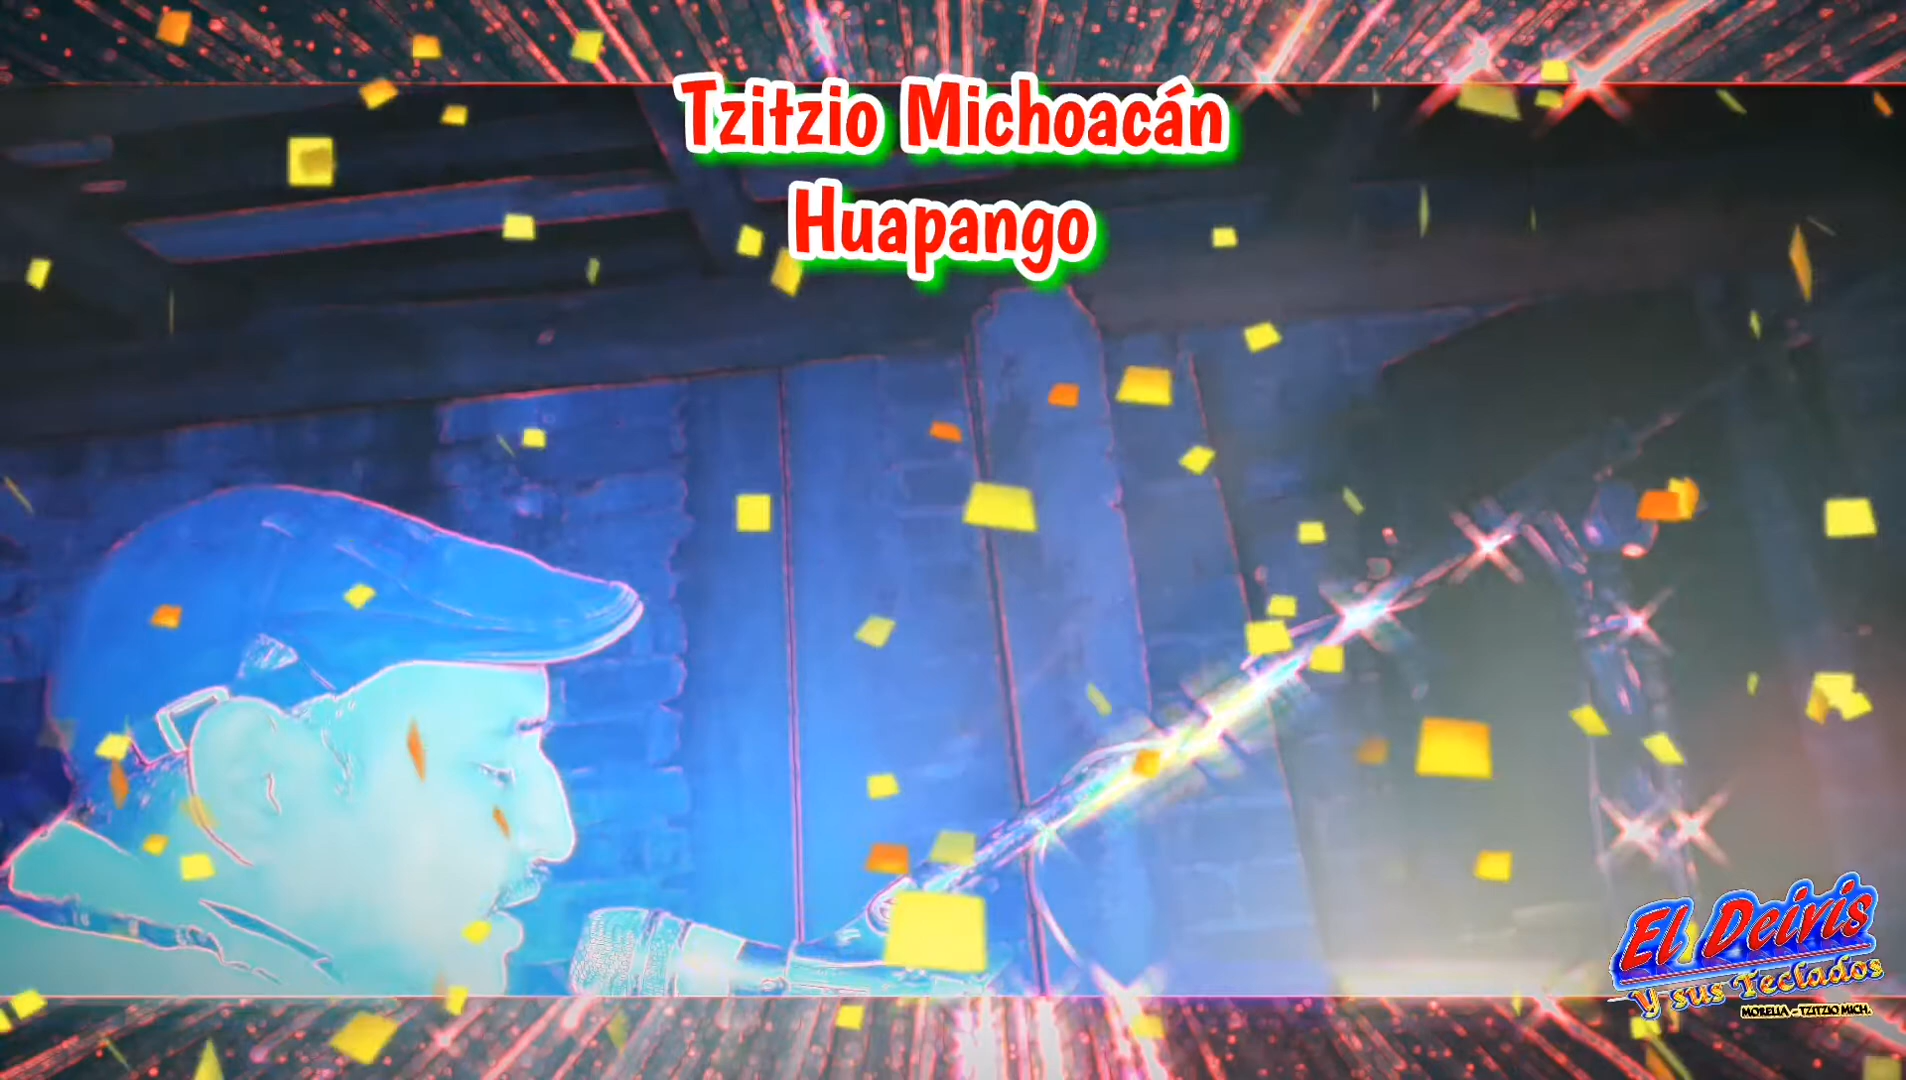 Tzitzio Michoacán
Huapango
El Deivis
y sus Teclados
MORELIA - TZITZIO MICH.